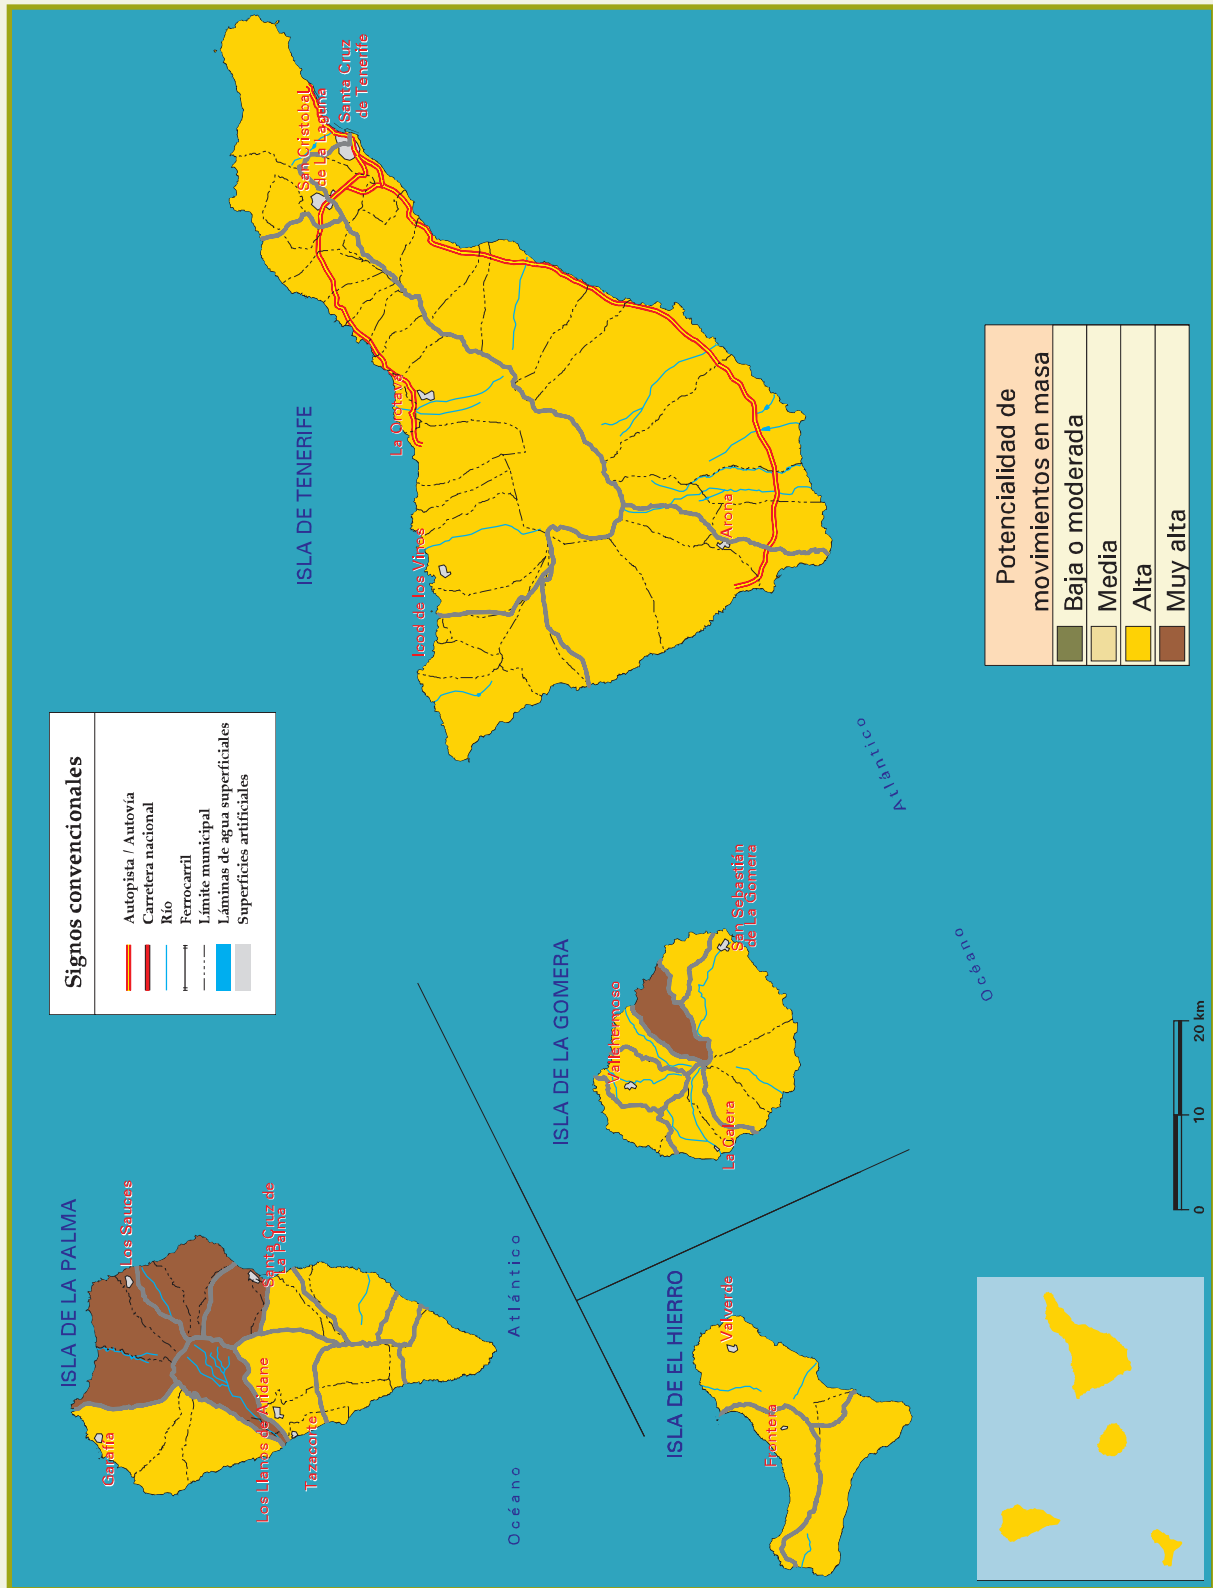 ISLA DE LA PALMA
Garafía
Los Sauces
Santa Cruz de
La Palma
Los Llanos de Aridane
Tazacorte
Océano
Atlántico
Signos convencionales
Autopista / Autovía
Carretera nacional
Río
Ferrocarril
Límite municipal
Láminas de agua superficiales
Superficies artificiales
ISLA DE TENERIFE
San Cristobal
de La Laguna
Santa Cruz
de Tenerife
La Orotava
Icod de los Vinos
Arona
ISLA DE LA GOMERA
Vallehermoso
San Sebastián
de La Gomera
La Calera
ISLA DE EL HIERRO
Valverde
Frontera
Océano
Atlántico
0 10 20 km
Potencialidad de
movimientos en masa
Baja o moderada
Media
Alta
Muy alta